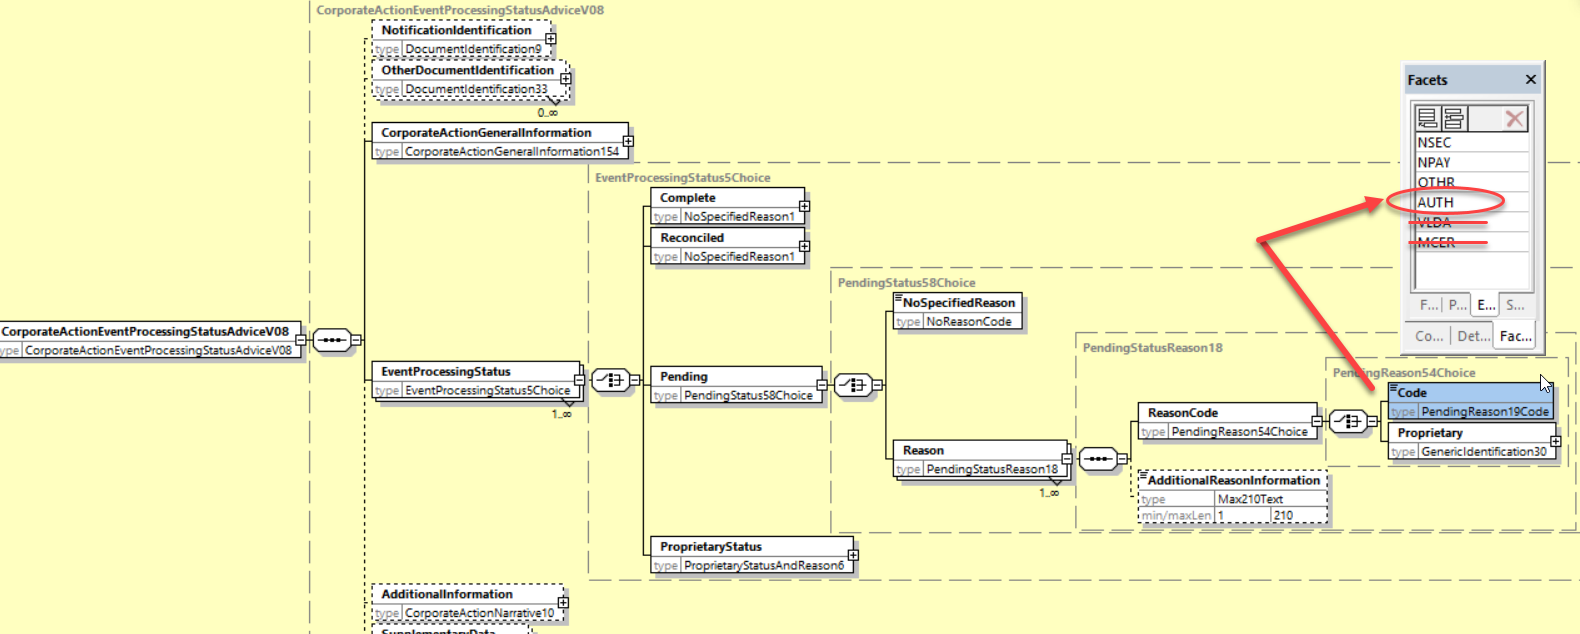 CorporateActionEventProcessingStatusAdviceV08
NotificationIdentification
type DocumentIdentification9
OtherDocumentIdentification
type DocumentIdentification33
0..∞
CorporateActionGeneralInformation
type CorporateActionGeneralInformation154
EventProcessingStatus5Choice
Complete
type NoSpecifiedReason1
Reconciled
type NoSpecifiedReason1
PendingStatus58Choice
NoSpecifiedReason
type NoReasonCode
CorporateActionEventProcessingStatusAdviceV08
ype CorporateActionEventProcessingStatusAdviceV08
EventProcessingStatus
type EventProcessingStatus5Choice
1..∞
Pending
type PendingStatus58Choice
PendingStatusReason18
Reason
type PendingStatusReason18
1..∞
ReasonCode
type PendingReason54Choice
PendingReason54Choice
Code
type PendingReason19Code
Proprietary
type GenericIdentification30
AdditionalReasonInformation
type Max210Text
min/maxLen 1 210
ProprietaryStatus
type ProprietaryStatusAndReason6
AdditionalInformation
type CorporateActionNarrative10
SupplementaryData
Facets
NSEC
NPAY
OTHR
AUTH
VLDA
MCER
F... P... E... S...
Co... Det... Fac...